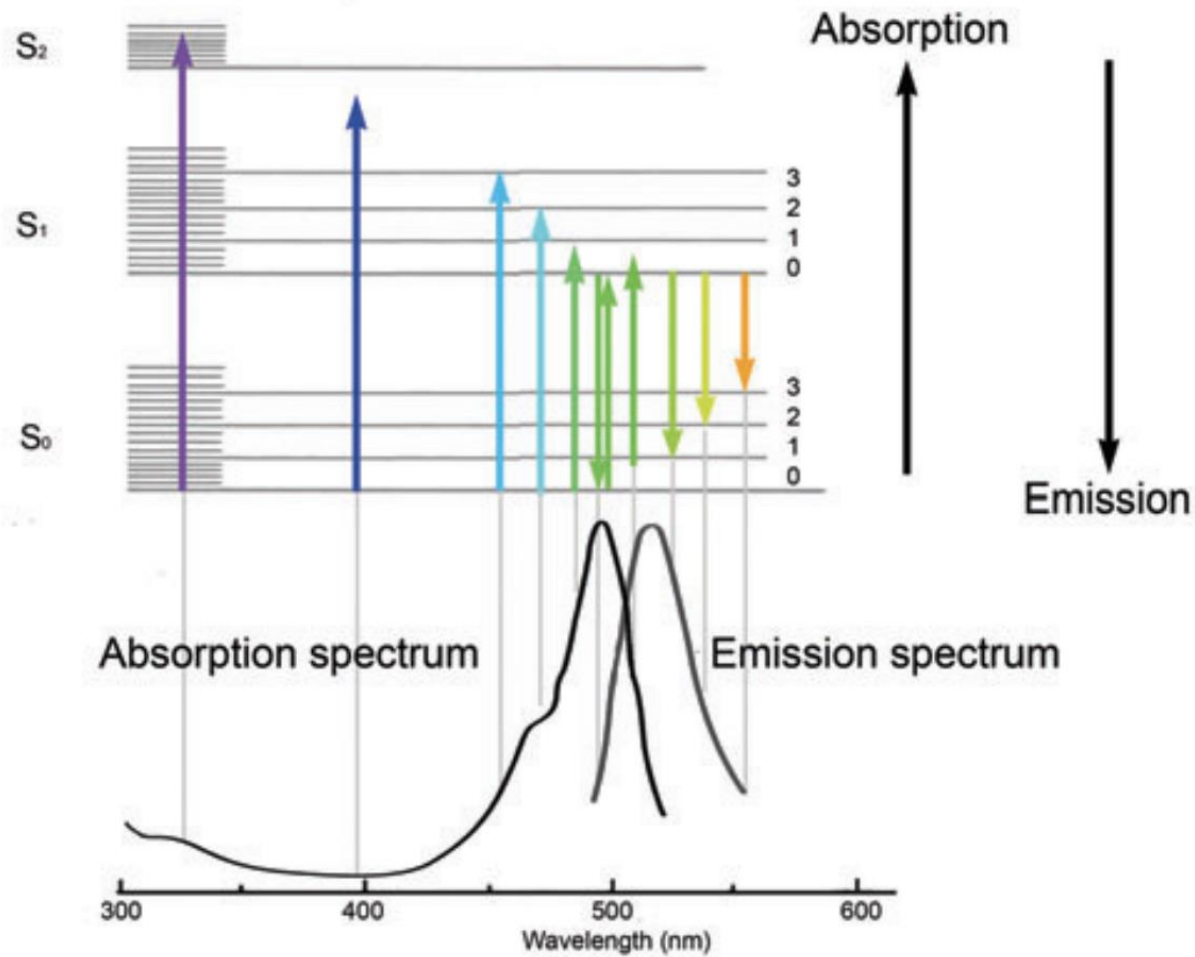 S₂
Absorption
S₁
3
2
1
0
S₀
3
2
1
0
Emission
Absorption spectrum
Emission spectrum
300
400
500
600
Wavelength (nm)